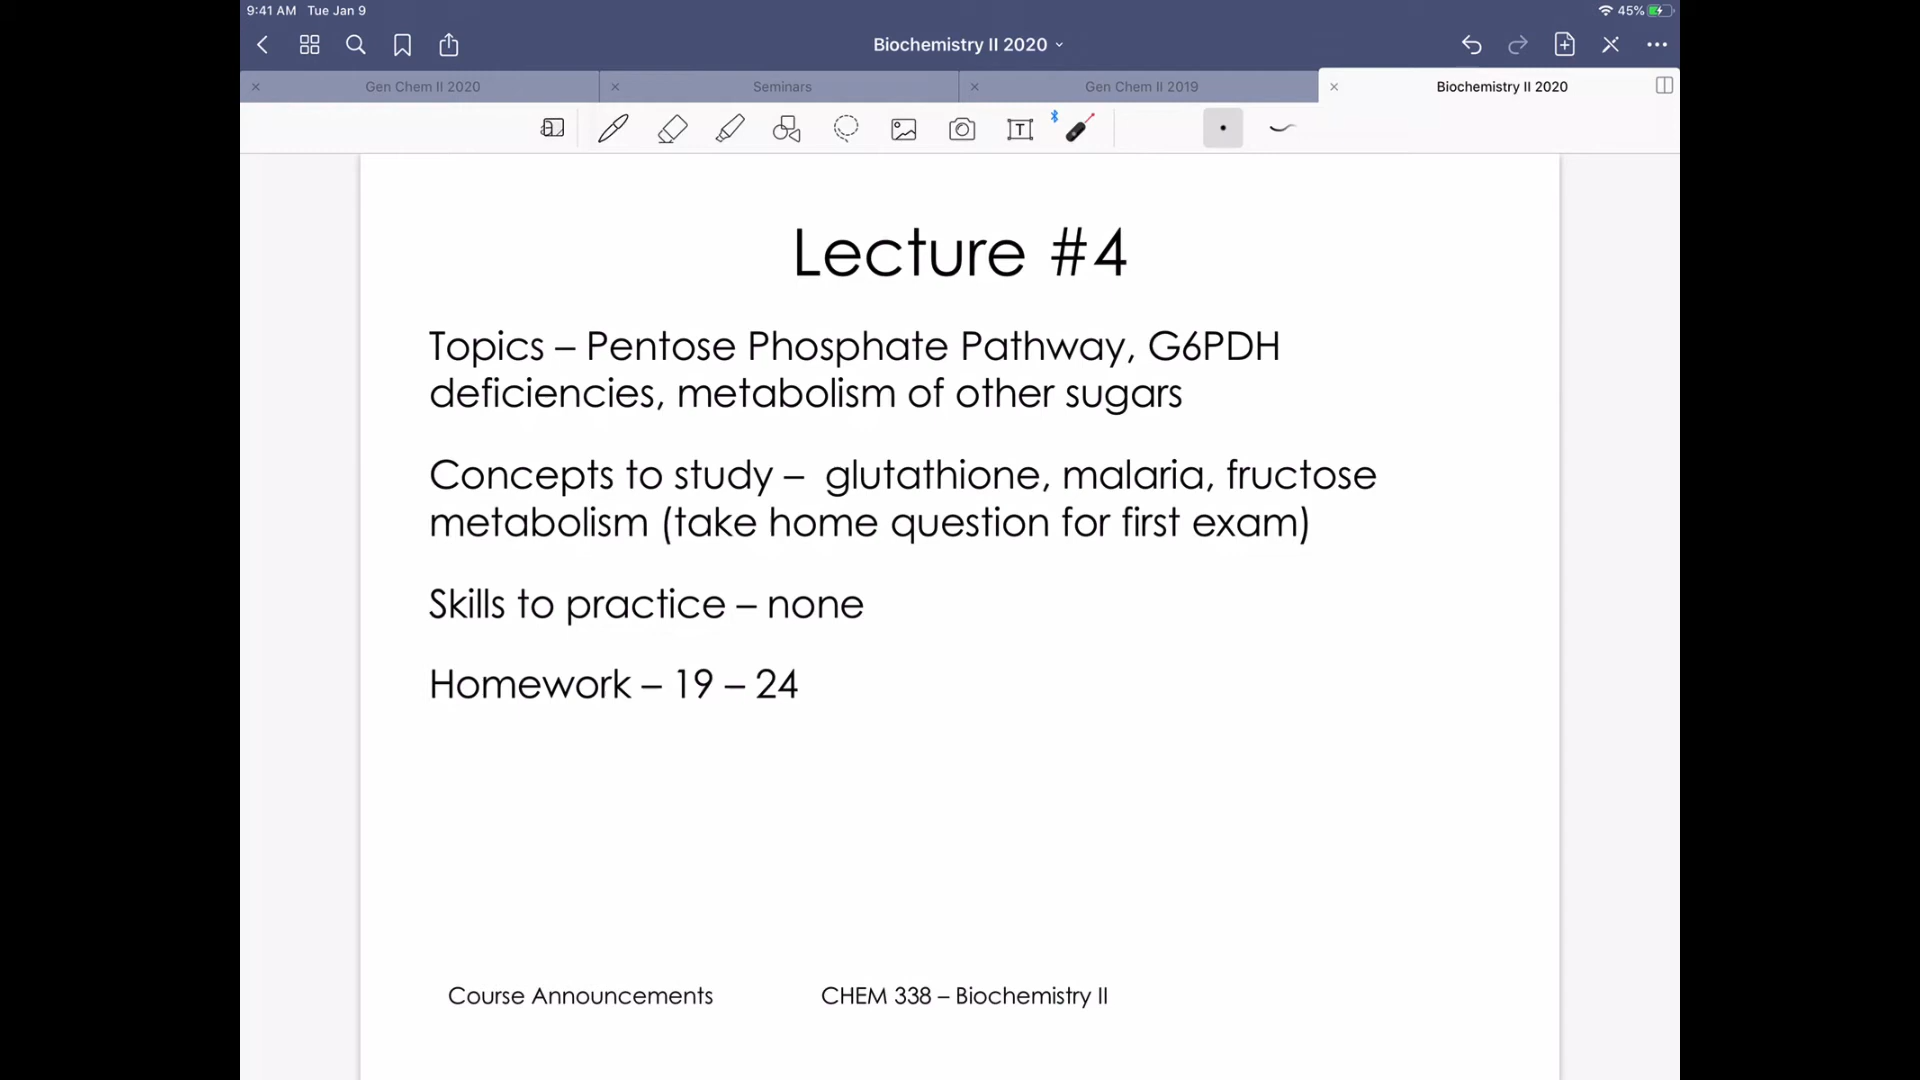 9:41 AM Tue Jan 9
45%
Biochemistry II 2020
Gen Chem II 2020
Seminars
Gen Chem II 2019
Biochemistry II 2020
T
Lecture #4
Topics – Pentose Phosphate Pathway, G6PDH
deficiencies, metabolism of other sugars
Concepts to study – glutathione, malaria, fructose
metabolism (take home question for first exam)
Skills to practice – none
Homework – 19 – 24
Course Announcements
CHEM 338 – Biochemistry II